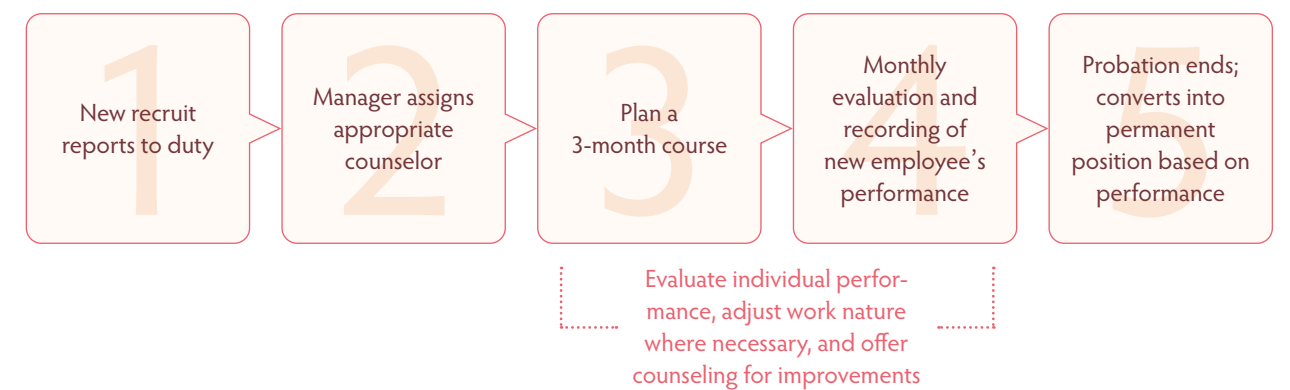 1
New recruit
reports to duty
2
Manager assigns
appropriate
counselor
3
Plan a
3-month course
4
Monthly
evaluation and
recording of
new employee’s
performance
5
Probation ends;
converts into
permanent
position based on
performance
Evaluate individual perfor-
mance, adjust work nature
where necessary, and offer
counseling for improvements